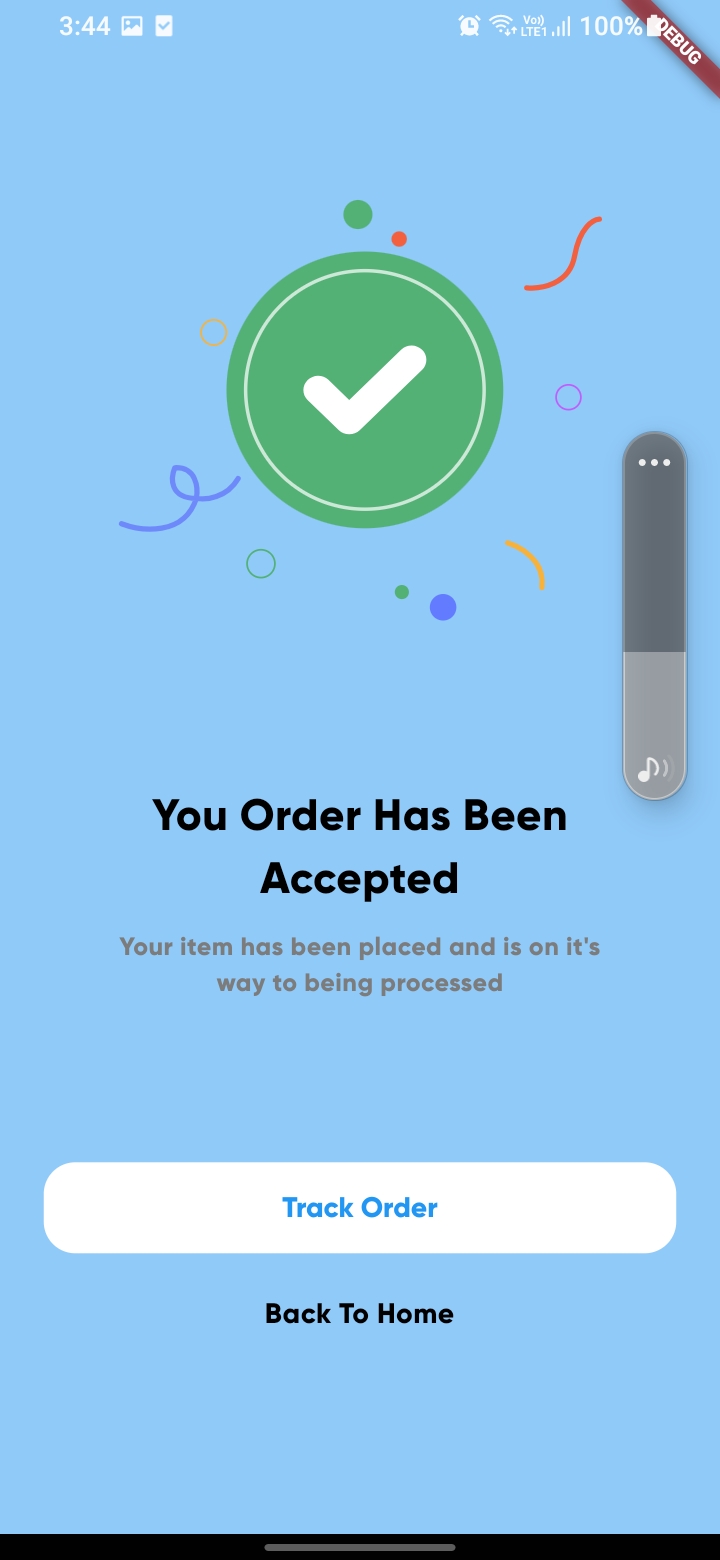 3:44
Vo))
LTE1
100%
DEBUG
You Order Has Been
Accepted
Your item has been placed and is on it's
way to being processed
Track Order
Back To Home